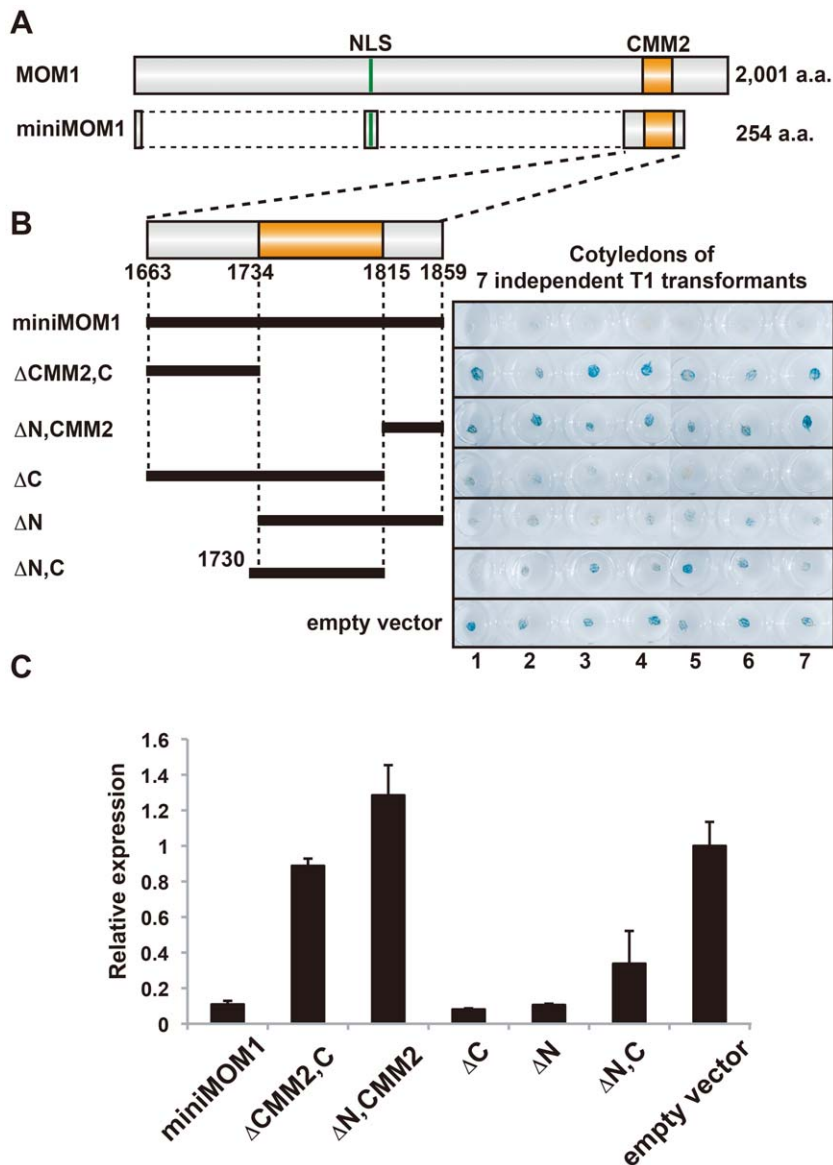 A
NLS
CMM2
MOM1
2,001 a.a.
miniMOM1
254 a.a.
B
1663 1734 1815 1859
Cotyledons of
7 independent T1 transformants
miniMOM1
ΔCMM2,C
ΔN,CMM2
ΔC
ΔN
1730
ΔN,C
empty vector
1 2 3 4 5 6 7
C
Relative expression
1.6
1.4
1.2
1
0.8
0.6
0.4
0.2
0
miniMOM1
ΔCMM2,C
ΔN,CMM2
ΔC
ΔN
ΔN,C
empty vector